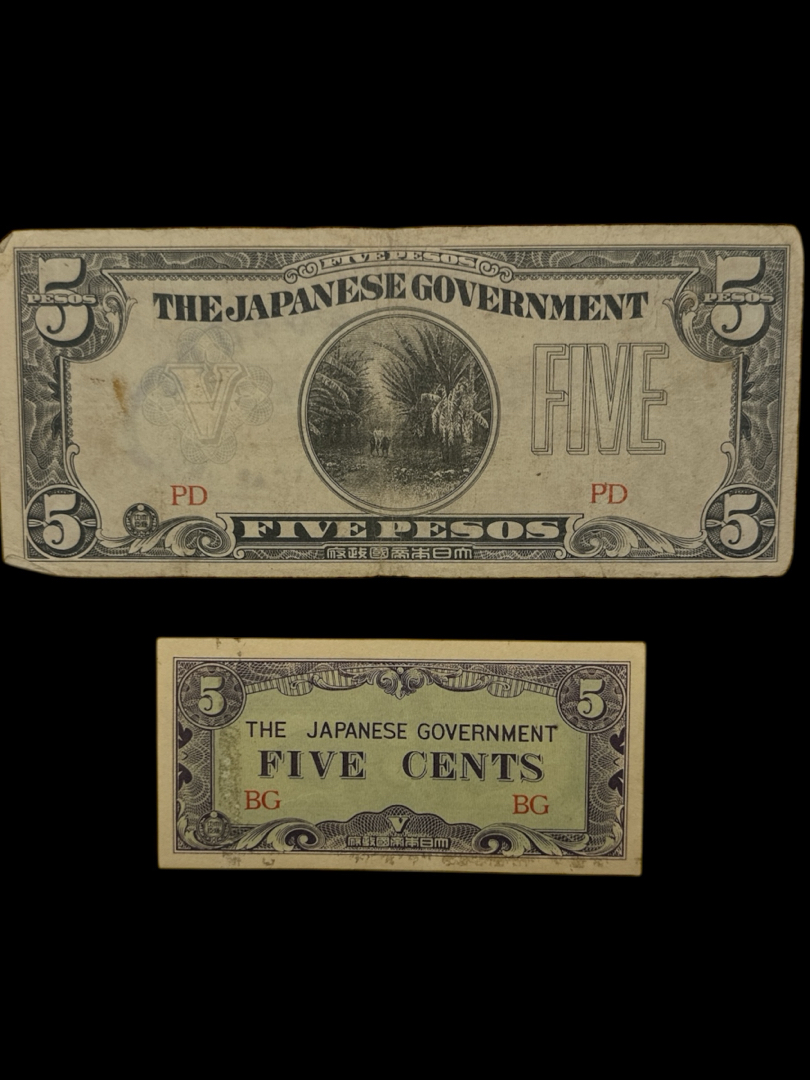 FIVE PESOS
5 PESOS
5 PESOS
THE JAPANESE GOVERNMENT
V
FIVE
PD
PD
5
FIVE PESOS
5
府政國帝本日大
5
5
THE JAPANESE GOVERNMENT
FIVE CENTS
BG
BG
V
府政國帝本日大